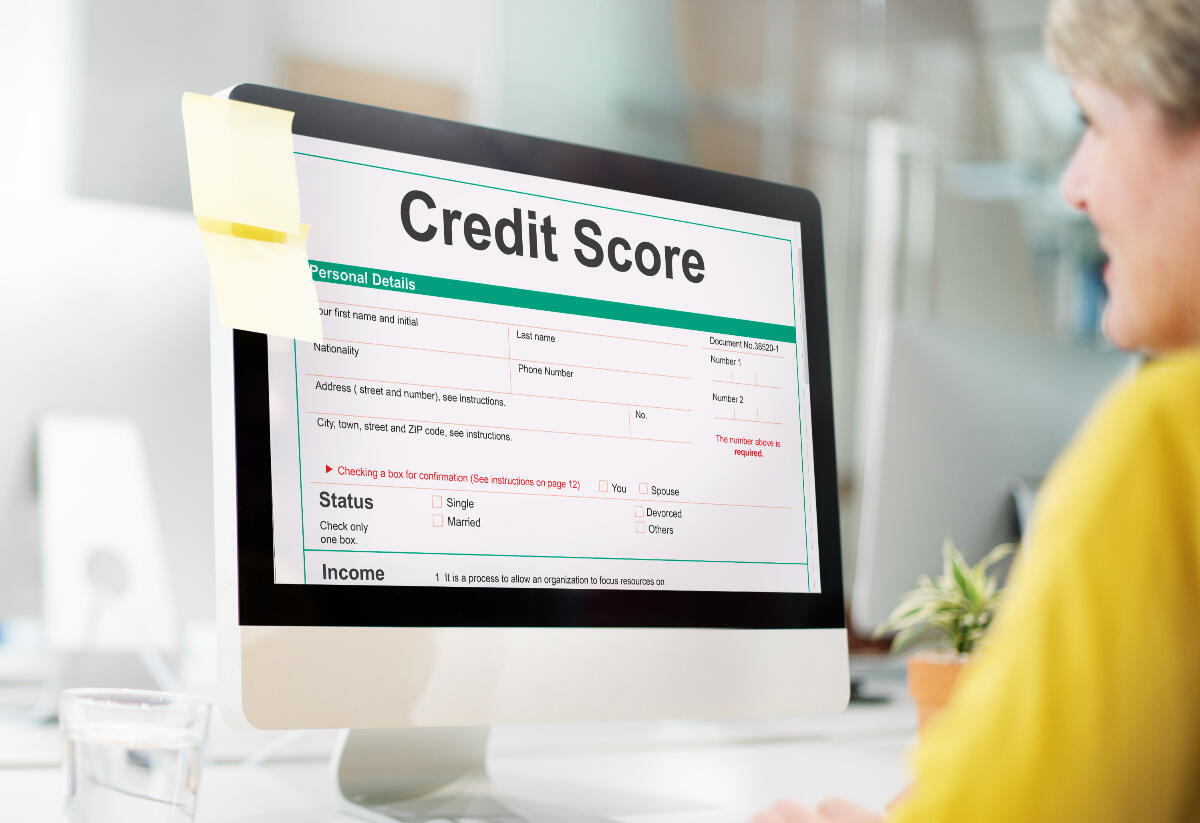 Credit Score
Personal Details
our first name and initial
Last name
Document No.38520-1
Number 1
Nationality
Phone Number
Number 2
Address ( street and number), see instructions.
No.
City, town, street and ZIP code, see instructions.
The number above is
required.
Checking a box for confirmation (See instructions on page 12)
You
Spouse
Status
Single
Devorced
Married
Others
Check only
one box.
Income
1 It is a process to allow an organization to focus resources on